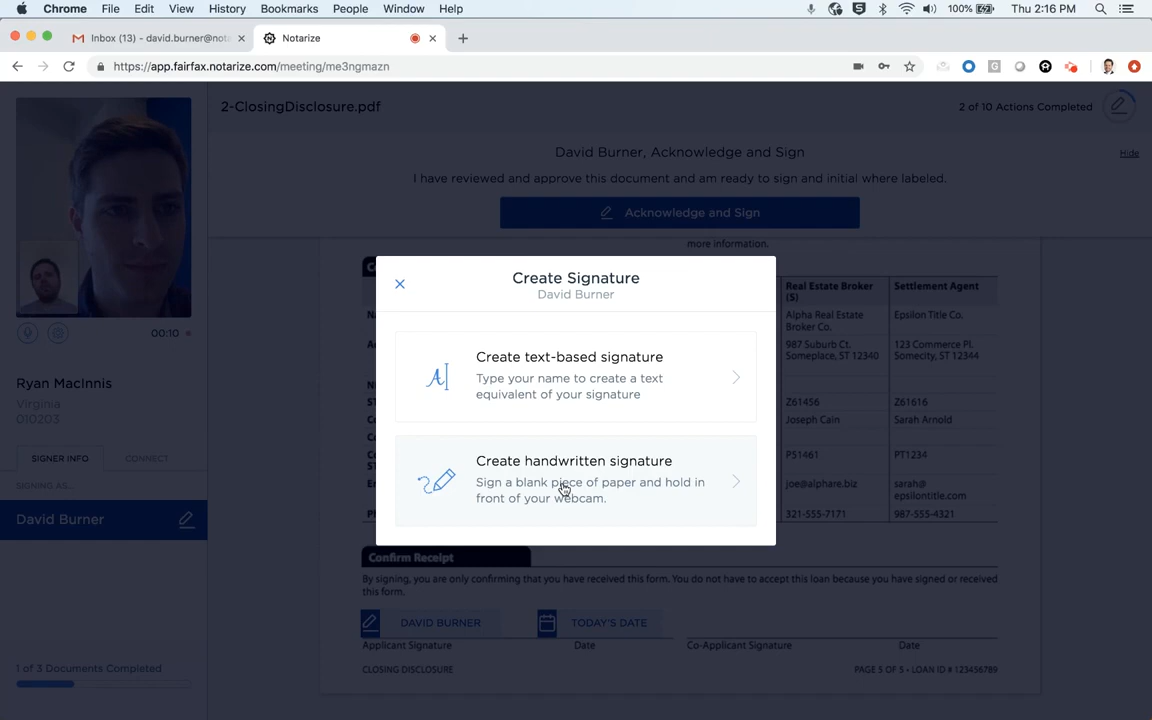 Chrome File Edit View History Bookmarks People Window Help 100% Thu 2:16 PM
Inbox (13) - david.burner@not
Notarize
https://app.fairfax.notarize.com/meeting/me3ngmazn
2-ClosingDisclosure.pdf
2 of 10 Actions Completed
David Burner, Acknowledge and Sign
Hide
I have reviewed and approve this document and am ready to sign and initial where labeled.
Acknowledge and Sign
00:10
Ryan MacInnis
Virginia
010203
SIGNER INFO CONNECT
SIGNING AS...
David Burner
1 of 3 Documents Completed
more information.
Create Signature
David Burner
Create text-based signature
Type your name to create a text
equivalent of your signature
Create handwritten signature
Sign a blank piece of paper and hold in
front of your webcam.
Real Estate Broker
(S)
Settlement Agent
Alpha Real Estate
Broker Co.
Epsilon Title Co.
987 Suburb Ct.
Someplace, ST 12340
123 Commerce Pl.
Somecity, ST 12344
Z61456 Z61616
Joseph Cain Sarah Arnold
P51461 PT1234
joe@alphare.biz
sarah@
epsilontitle.com
321-555-7171 987-555-4321
Confirm Receipt
By signing, you are only confirming that you have received this form. You do not have to accept this loan because you have signed or received
this form.
DAVID BURNER TODAY'S DATE
Applicant Signature Date Co-Applicant Signature Date
CLOSING DISCLOSURE PAGE 5 OF 5 • LOAN ID # 123456789